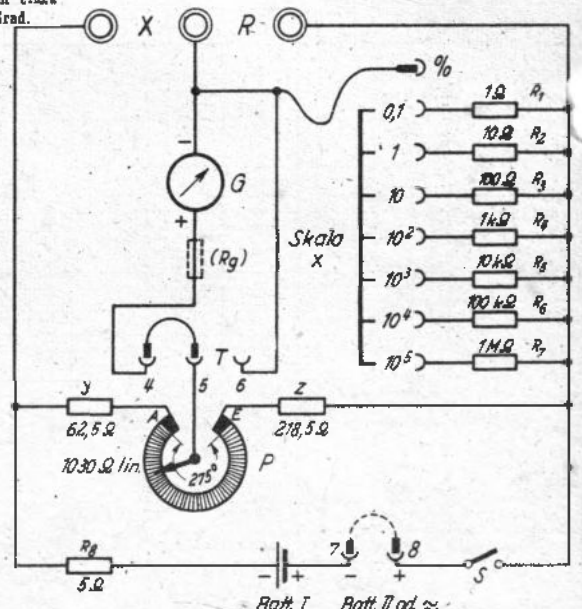 Grad.
X R
%
0,1 1Ω R₁
1 10Ω R₂
10 100Ω R₃
10² 1kΩ R₄
10³ 10kΩ R₅
10⁴ 100kΩ R₆
10⁵ 1MΩ R₇
Skala
x
−
G
+
(Rg)
T
4 5 6
y A E z
62,5Ω 218,5Ω
1030Ω lin. 275° P
R₈ 7 8
5Ω − + − + S
Batt. I Batt. II od. ~